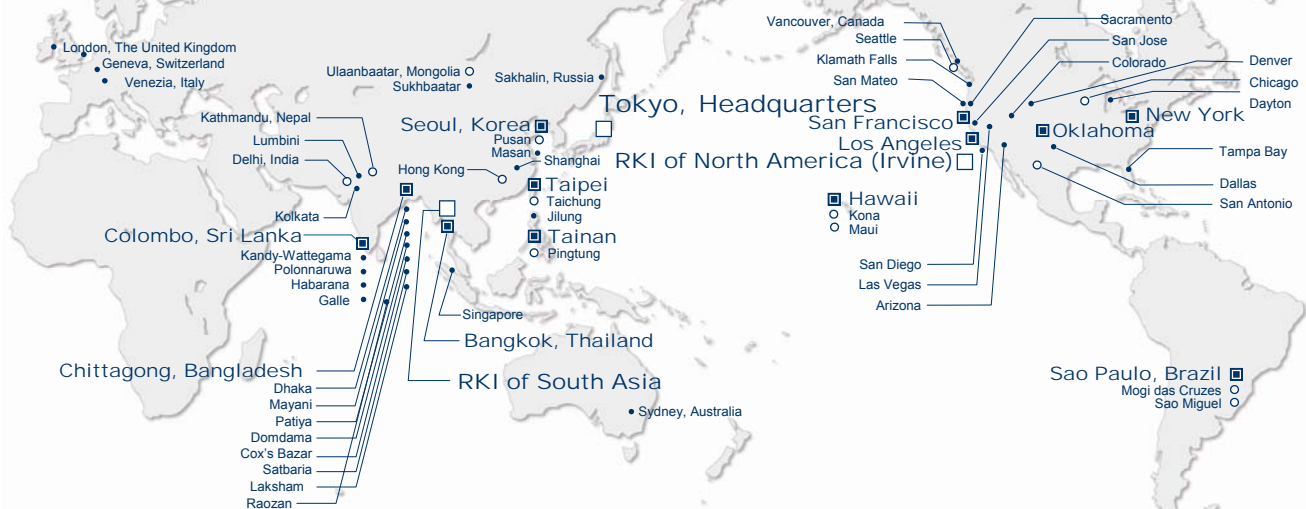 London, The United Kingdom
Geneva, Switzerland
Venezia, Italy
Ulaanbaatar, Mongolia
Sukhbaatar
Sakhalin, Russia
Kathmandu, Nepal
Lumbini
Delhi, India
Kolkata
Hong Kong
Seoul, Korea
Pusan
Masan
Shanghai
Tokyo, Headquarters
Taipei
Taichung
Jilung
Tainan
Pingtung
Colombo, Sri Lanka
Kandy-Wattegama
Polonnaruwa
Habarana
Galle
Singapore
Bangkok, Thailand
RKI of South Asia
Chittagong, Bangladesh
Dhaka
Mayani
Patiya
Domdama
Cox's Bazar
Satbaria
Laksham
Raozan
Sydney, Australia
Vancouver, Canada
Seattle
Klamath Falls
San Mateo
San Francisco
Los Angeles
RKI of North America (Irvine)
Hawaii
Kona
Maui
San Diego
Las Vegas
Arizona
Sacramento
San Jose
Colorado
Denver
Chicago
Dayton
New York
Oklahoma
Tampa Bay
Dallas
San Antonio
Sao Paulo, Brazil
Mogi das Cruzes
Sao Miguel